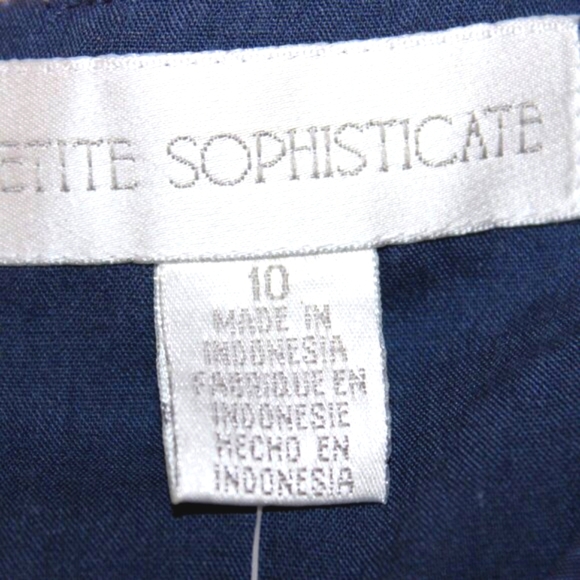 ETITE SOPHISTICATE
10
MADE IN
INDONESIA
FABRIQUE EN
INDONESIE
HECHO EN
INDONESIA